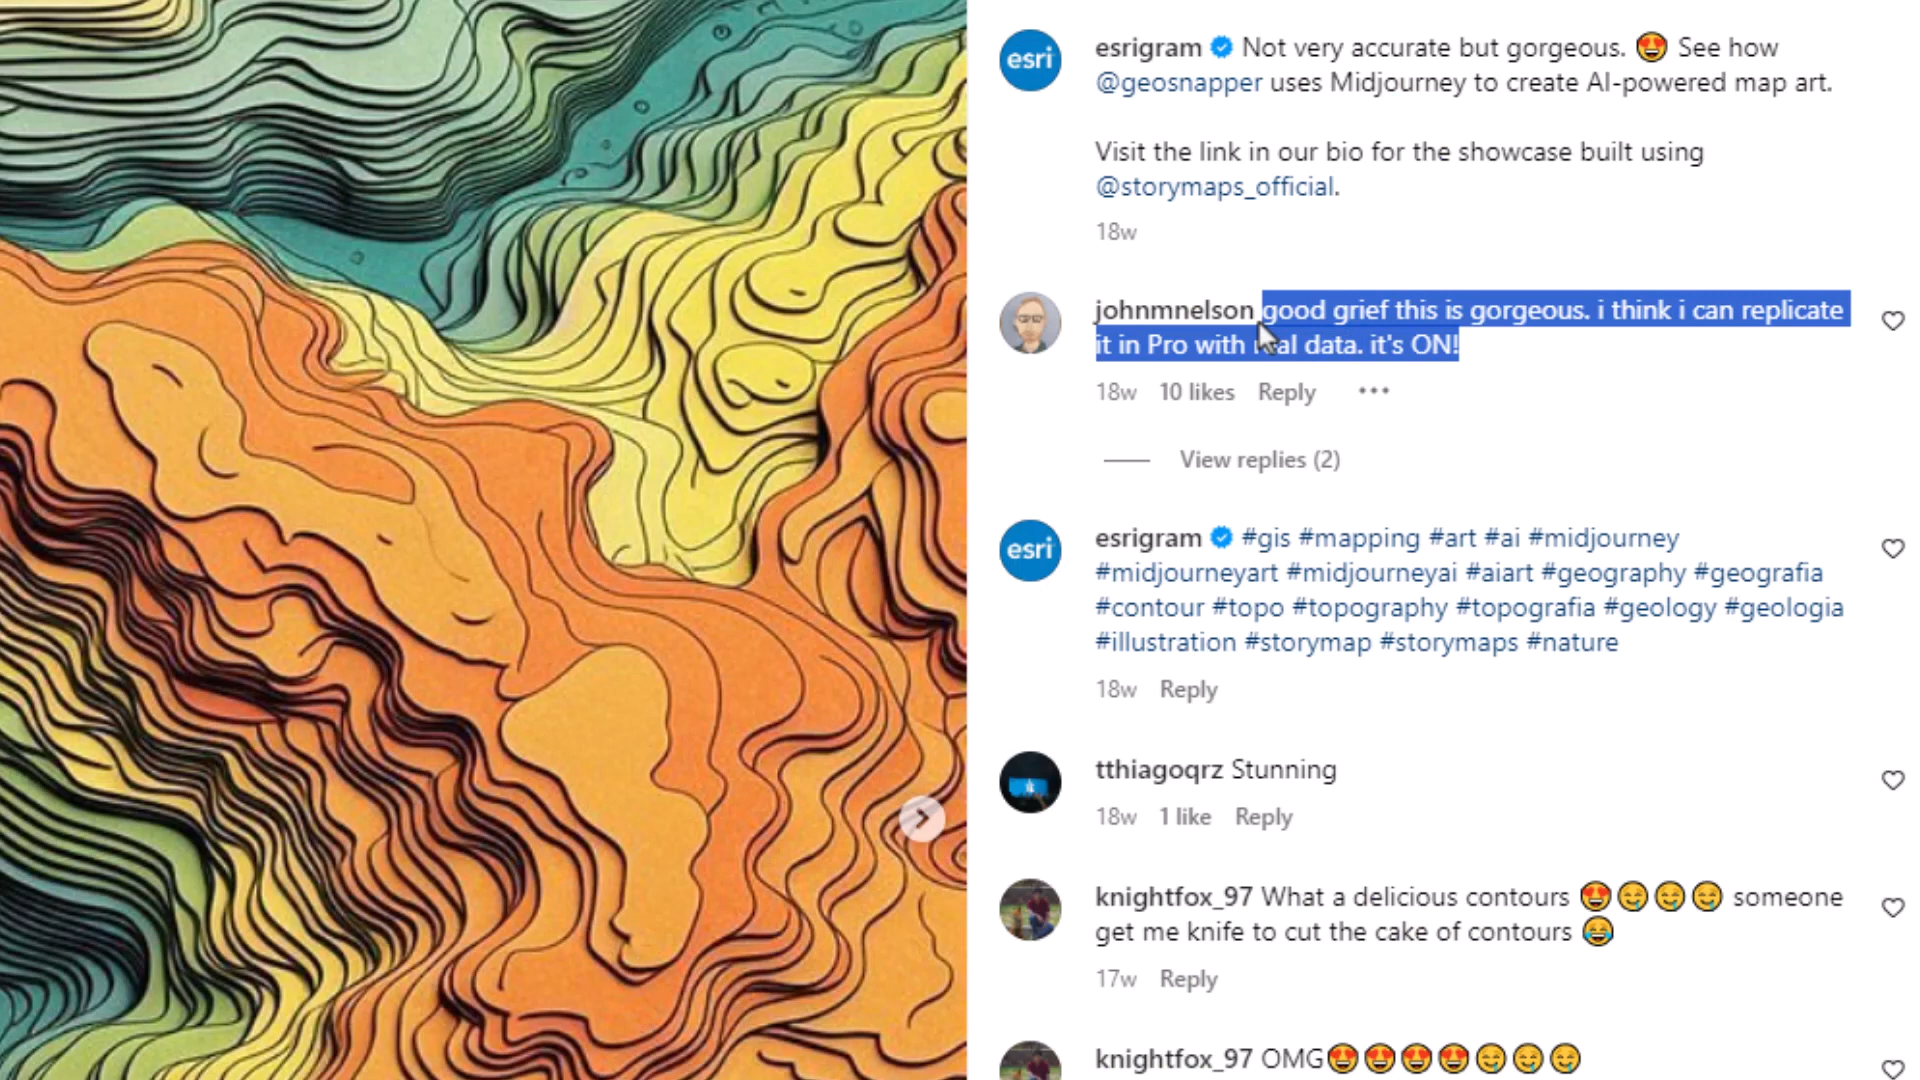 esri
esrigram Not very accurate but gorgeous. 😍 See how
@geosnapper uses Midjourney to create AI-powered map art.
Visit the link in our bio for the showcase built using
@storymaps_official.
18w
johnmnelson good grief this is gorgeous. i think i can replicate
it in Pro with real data. it's ON!
18w 10 likes Reply •••
View replies (2)
esri
esrigram #gis #mapping #art #ai #midjourney
#midjourneyart #midjourneyai #aiart #geography #geografia
#contour #topo #topography #topografia #geology #geologia
#illustration #storymap #storymaps #nature
18w Reply
tthiagoqrz Stunning
18w 1 like Reply
knightfox_97 What a delicious contours 😍🤤🤤🤤 someone
get me knife to cut the cake of contours 😂
17w Reply
knightfox_97 OMG😍😍😍😍🤤🤤🤤